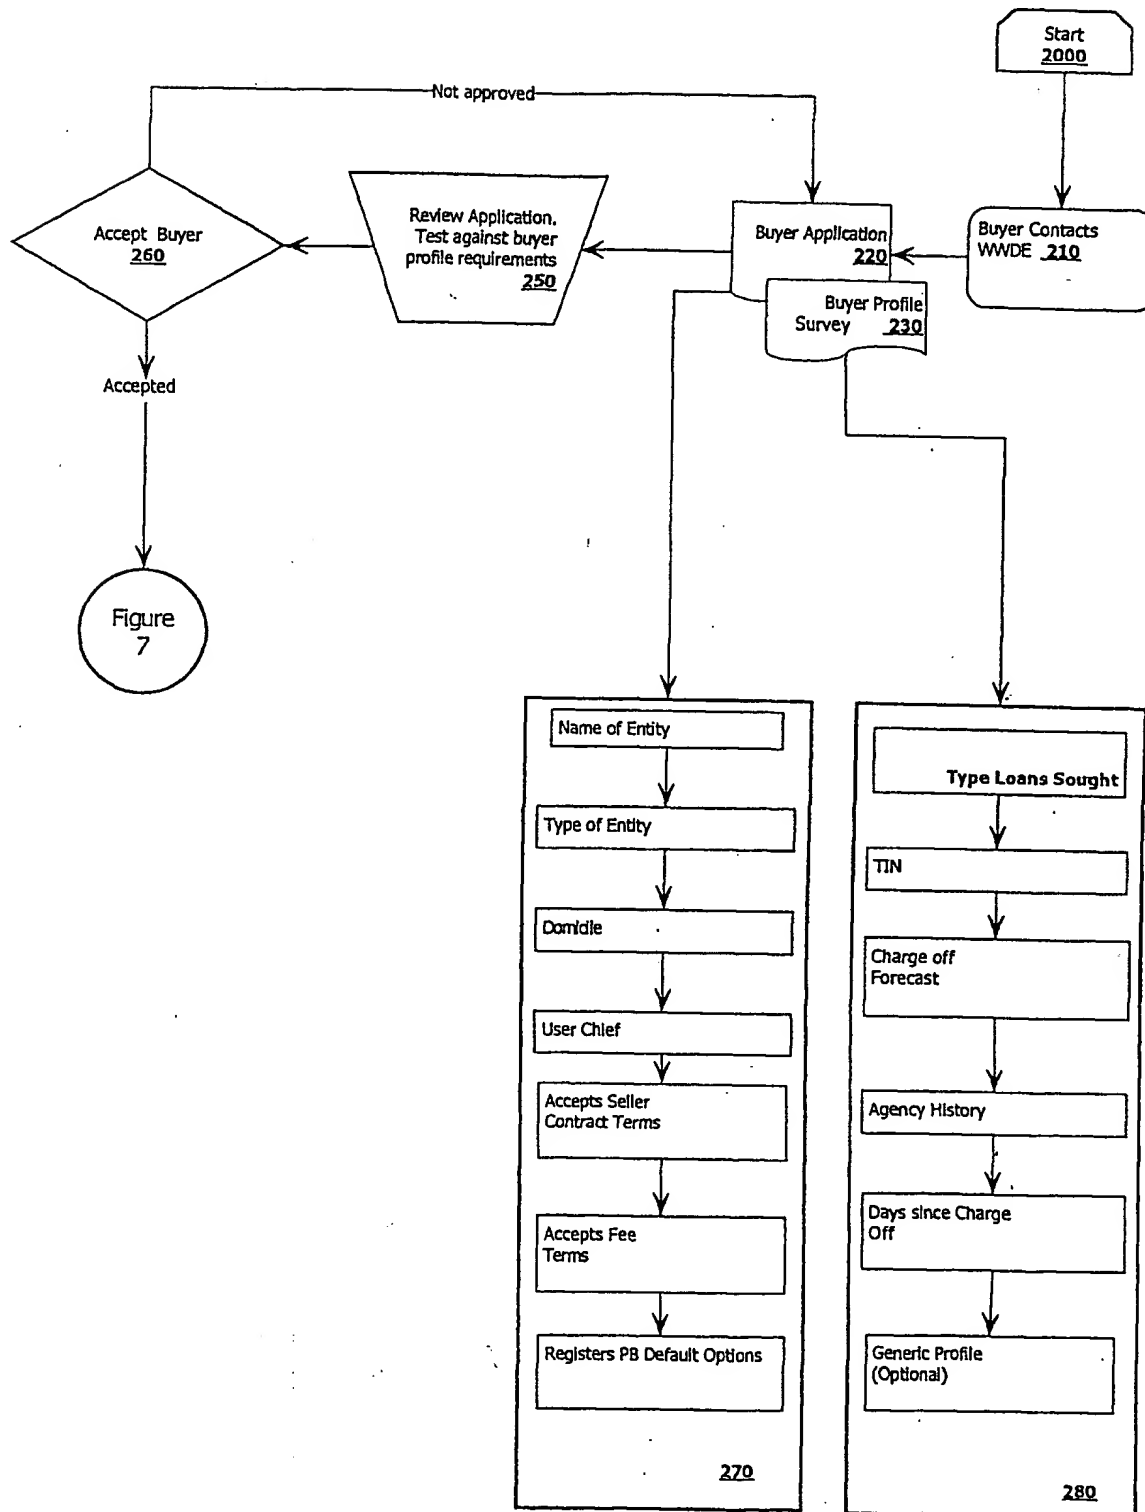 Start
2000
Not approved
Buyer Contacts
WWDE 210
Buyer Application
220
Buyer Profile
Survey 230
Review Application.
Test against buyer
profile requirements
250
Accept Buyer
260
Accepted
Figure
7
Name of Entity
Type of Entity
Domicile
User Chief
Accepts Seller
Contract Terms
Accepts Fee
Terms
Registers PB Default Options
270
Type Loans Sought
TIN
Charge off
Forecast
Agency History
Days since Charge
Off
Generic Profile
(Optional)
280